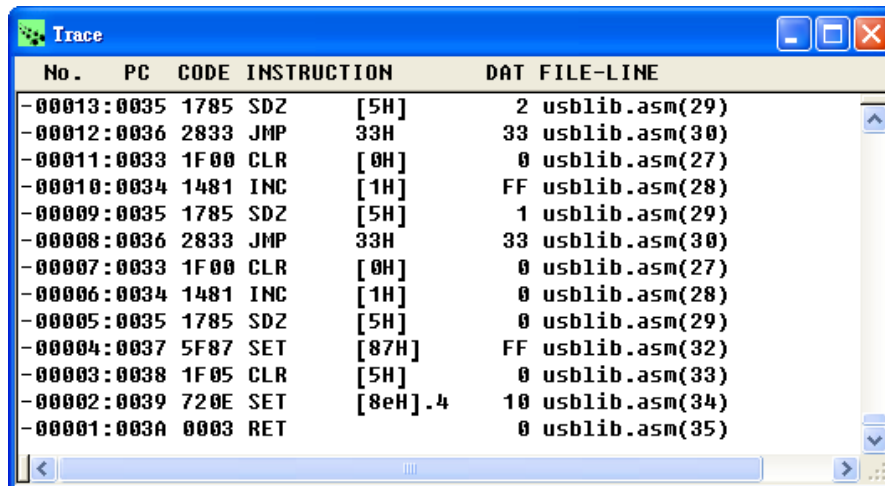 Trace
No. PC CODE INSTRUCTION DAT FILE-LINE
-00013:0035 1785 SDZ [5H] 2 usblib.asm(29)
-00012:0036 2833 JMP 33H 33 usblib.asm(30)
-00011:0033 1F00 CLR [0H] 0 usblib.asm(27)
-00010:0034 1481 INC [1H] FF usblib.asm(28)
-00009:0035 1785 SDZ [5H] 1 usblib.asm(29)
-00008:0036 2833 JMP 33H 33 usblib.asm(30)
-00007:0033 1F00 CLR [0H] 0 usblib.asm(27)
-00006:0034 1481 INC [1H] 0 usblib.asm(28)
-00005:0035 1785 SDZ [5H] 0 usblib.asm(29)
-00004:0037 5F87 SET [87H] FF usblib.asm(32)
-00003:0038 1F05 CLR [5H] 0 usblib.asm(33)
-00002:0039 720E SET [8eH].4 10 usblib.asm(34)
-00001:003A 0003 RET 0 usblib.asm(35)